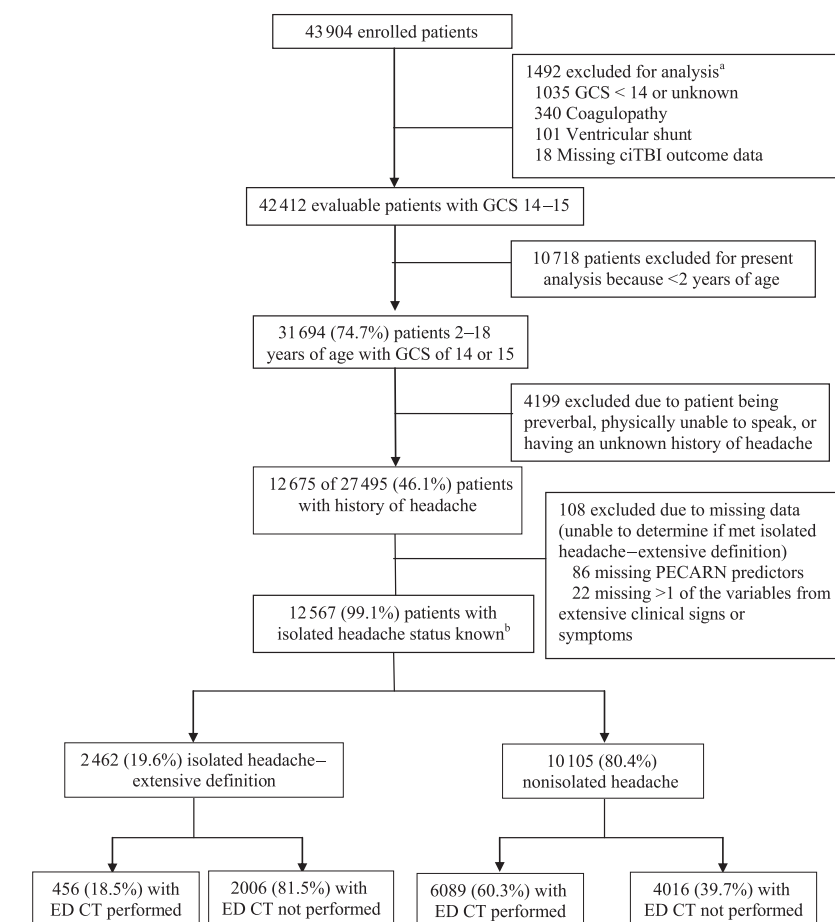 43 904 enrolled patients
1492 excluded for analysisᵃ
1035 GCS < 14 or unknown
340 Coagulopathy
101 Ventricular shunt
18 Missing ciTBI outcome data
42 412 evaluable patients with GCS 14–15
10 718 patients excluded for present
analysis because <2 years of age
31 694 (74.7%) patients 2–18
years of age with GCS of 14 or 15
4199 excluded due to patient being
preverbal, physically unable to speak, or
having an unknown history of headache
12 675 of 27 495 (46.1%) patients
with history of headache
108 excluded due to missing data
(unable to determine if met isolated
headache–extensive definition)
86 missing PECARN predictors
22 missing >1 of the variables from
extensive clinical signs or
symptoms
12 567 (99.1%) patients with
isolated headache status knownᵇ
2 462 (19.6%) isolated headache–
extensive definition
10 105 (80.4%)
nonisolated headache
456 (18.5%) with
ED CT performed
2006 (81.5%) with
ED CT not performed
6089 (60.3%) with
ED CT performed
4016 (39.7%) with
ED CT not performed